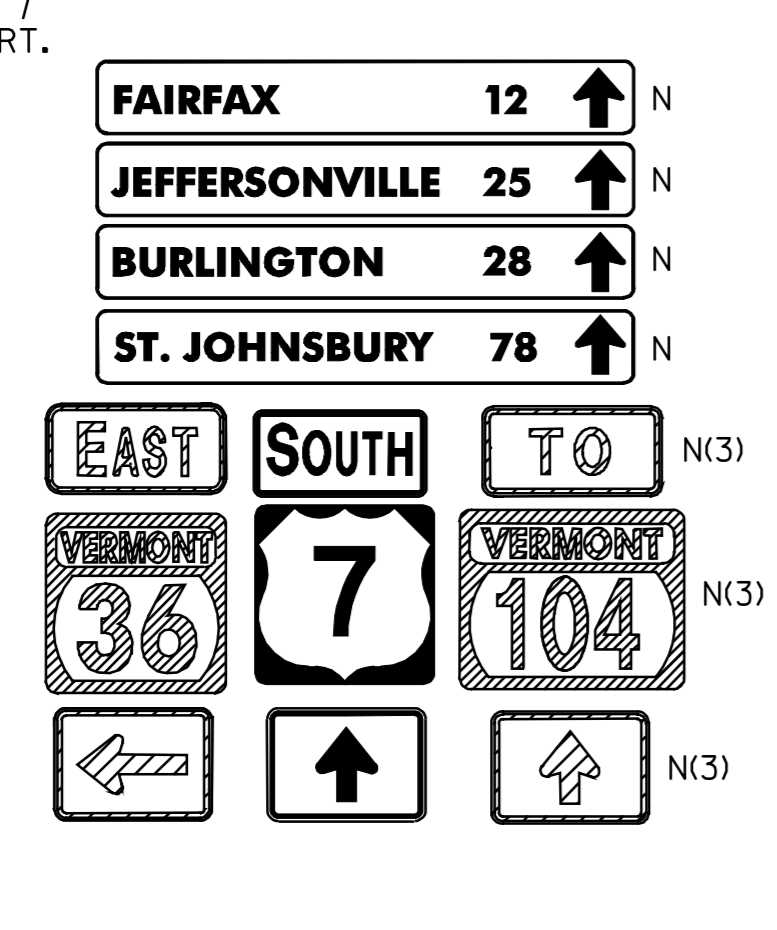 /
RT.
FAIRFAX 12 N
JEFFERSONVILLE 25 N
BURLINGTON 28 N
ST. JOHNSBURY 78 N
EAST SOUTH TO N(3)
VERMONT VERMONT
36 7 104 N(3)
N(3)